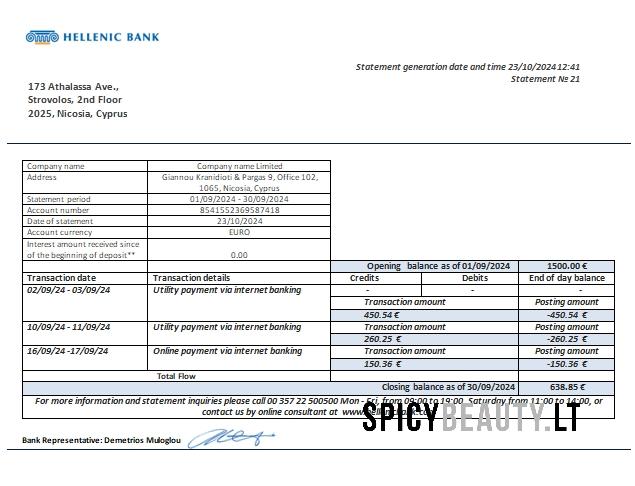 HELLENIC BANK
Statement generation date and time 23/10/2024 12:41
Statement № 21
173 Athalassa Ave.,
Strovolos, 2nd Floor
2025, Nicosia, Cyprus
Company name Company name Limited
Address Giannou Kranidioti & Pargas 9, Office 102,
1065, Nicosia, Cyprus
Statement period 01/09/2024 - 30/09/2024
Account number 8541552369587418
Date of statement 23/10/2024
Account currency EURO
Interest amount received since
of the beginning of deposit** 0.00
Opening balance as of 01/09/2024 1500.00 €
Transaction date Transaction details Credits Debits End of day balance
02/09/24 - 03/09/24 Utility payment via internet banking - - -
Transaction amount Posting amount
450.54 € -450.54 €
10/09/24 - 11/09/24 Utility payment via internet banking Transaction amount Posting amount
260.25 € -260.25 €
16/09/24 -17/09/24 Online payment via internet banking Transaction amount Posting amount
150.36 € -150.36 €
Total Flow
Closing balance as of 30/09/2024 638.85 €
For more information and statement inquiries please call 00 357 22 500500 Mon - Fri, from 09:00 to 19:00 Saturday from 11:00 to 14:00, or
contact us by online consultant at
SPICYBEAUTY.LT
Bank Representative: Demetrios Muloglou